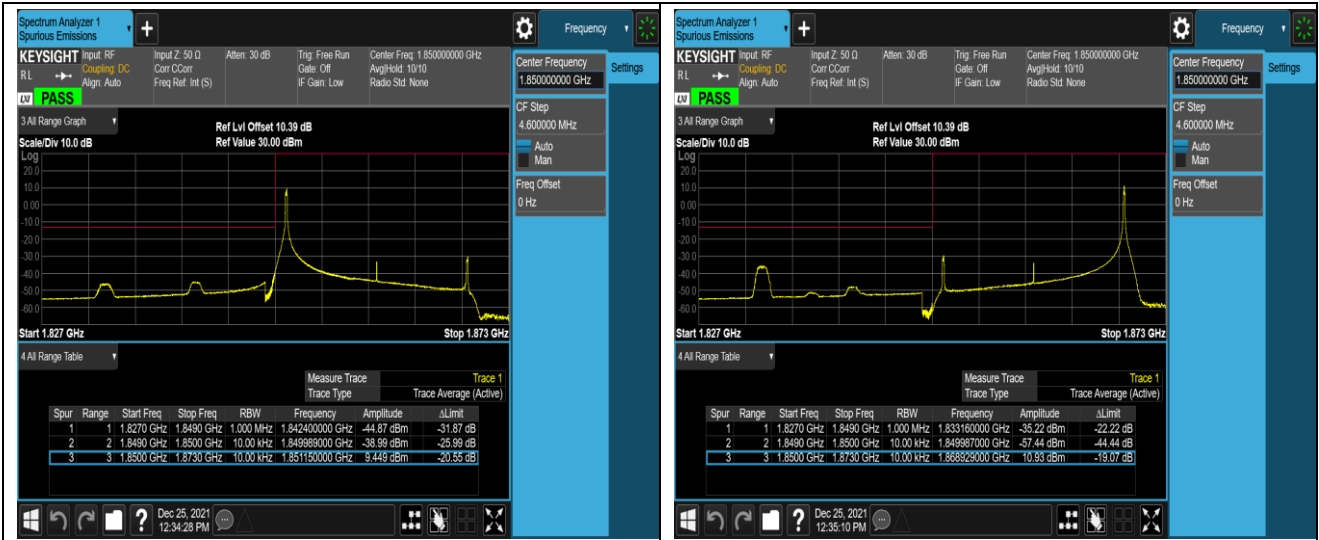 Spectrum Analyzer 1
Spurious Emissions
+
Frequency
KEYSIGHT Input: RF Input Z: 50 Ω Atten: 30 dB Trig: Free Run Center Freq: 1.850000000 GHz
Coupling: DC Corr CCorr Gate: Off Avg|Hold: 10/10
R L Align: Auto Freq Ref: Int (S) IF Gain: Low Radio Std: None
LXI PASS
Center Frequency
1.850000000 GHz
Settings
CF Step
4.600000 MHz
Auto
Man
Freq Offset
0 Hz
3 All Range Graph
Ref Lvl Offset 10.39 dB
Scale/Div 10.0 dB Ref Value 30.00 dBm
Log
20.0
10.0
0.00
-10.0
-20.0
-30.0
-40.0
-50.0
-60.0
Start 1.827 GHz Stop 1.873 GHz
4 All Range Table
Measure Trace Trace 1
Trace Type Trace Average (Active)
Spur Range Start Freq Stop Freq RBW Frequency Amplitude ΔLimit
1 1 1.8270 GHz 1.8490 GHz 1.000 MHz 1.842400000 GHz -44.87 dBm -31.87 dB
2 2 1.8490 GHz 1.8500 GHz 10.00 kHz 1.849989000 GHz -38.99 dBm -25.99 dB
3 3 1.8500 GHz 1.8730 GHz 10.00 kHz 1.851150000 GHz 9.449 dBm -20.55 dB
?
Dec 25, 2021
12:34:28 PM
Spectrum Analyzer 1
Spurious Emissions
+
Frequency
KEYSIGHT Input: RF Input Z: 50 Ω Atten: 30 dB Trig: Free Run Center Freq: 1.850000000 GHz
Coupling: DC Corr CCorr Gate: Off Avg|Hold: 10/10
R L Align: Auto Freq Ref: Int (S) IF Gain: Low Radio Std: None
LXI PASS
Center Frequency
1.850000000 GHz
Settings
CF Step
4.600000 MHz
Auto
Man
Freq Offset
0 Hz
3 All Range Graph
Ref Lvl Offset 10.39 dB
Scale/Div 10.0 dB Ref Value 30.00 dBm
Log
20.0
10.0
0.00
-10.0
-20.0
-30.0
-40.0
-50.0
-60.0
Start 1.827 GHz Stop 1.873 GHz
4 All Range Table
Measure Trace Trace 1
Trace Type Trace Average (Active)
Spur Range Start Freq Stop Freq RBW Frequency Amplitude ΔLimit
1 1 1.8270 GHz 1.8490 GHz 1.000 MHz 1.833160000 GHz -35.22 dBm -22.22 dB
2 2 1.8490 GHz 1.8500 GHz 10.00 kHz 1.849987000 GHz -57.44 dBm -44.44 dB
3 3 1.8500 GHz 1.8730 GHz 10.00 kHz 1.868929000 GHz 10.93 dBm -19.07 dB
?
Dec 25, 2021
12:35:10 PM